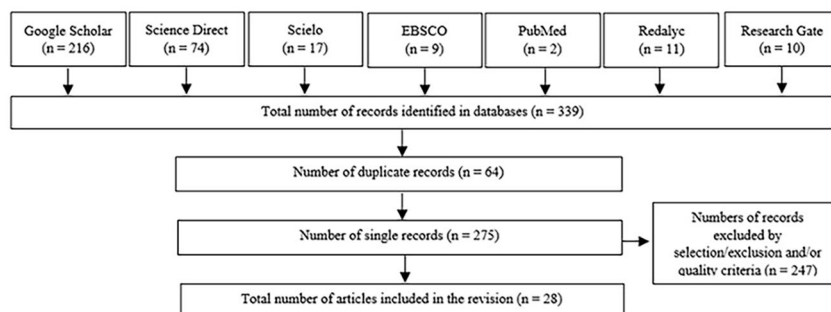 Google Scholar
(n = 216)
Science Direct
(n = 74)
Scielo
(n = 17)
EBSCO
(n = 9)
PubMed
(n = 2)
Redalyc
(n = 11)
Research Gate
(n = 10)
Total number of records identified in databases (n = 339)
Number of duplicate records (n = 64)
Number of single records (n = 275)
Numbers of records
excluded by
selection/exclusion and/or
quality criteria (n = 247)
Total number of articles included in the revision (n = 28)